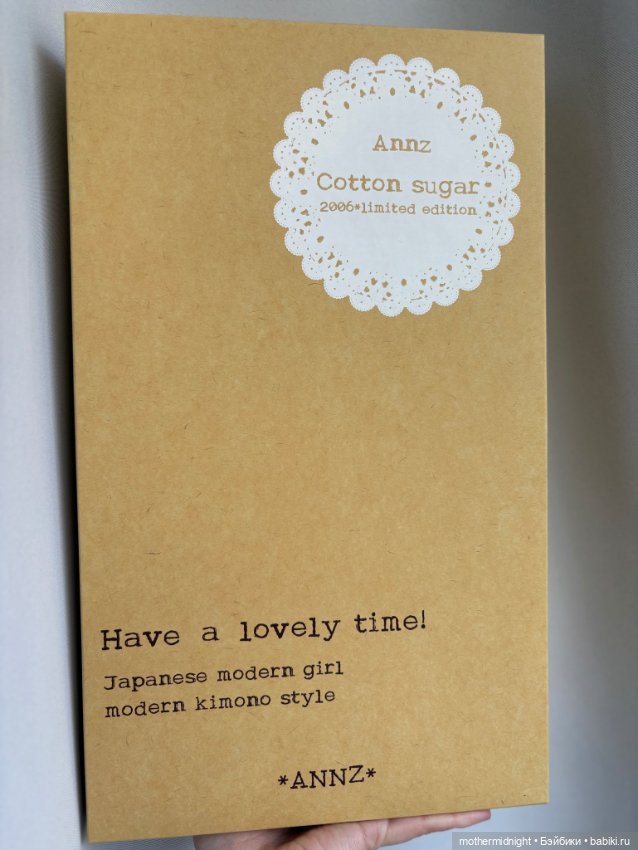 Annz
Cotton sugar
2006*limited edition
Have a lovely time!
Japanese modern girl
modern kimono style
*ANNZ*
mothermidnight • Бэйбики • babiki.ru